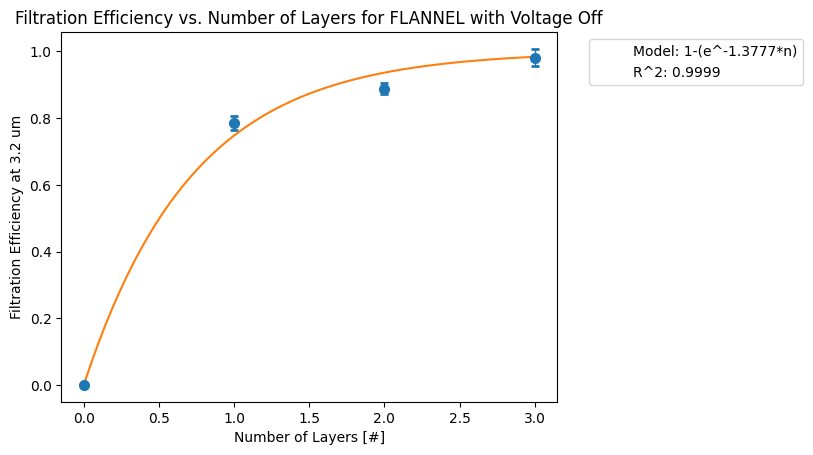 Filtration Efficiency vs. Number of Layers for FLANNEL with Voltage Off
Model: 1-(e^-1.3777*n)
R^2: 0.9999
Filtration Efficiency at 3.2 um
1.0
0.8
0.6
0.4
0.2
0.0
0.0 0.5 1.0 1.5 2.0 2.5 3.0
Number of Layers [#]